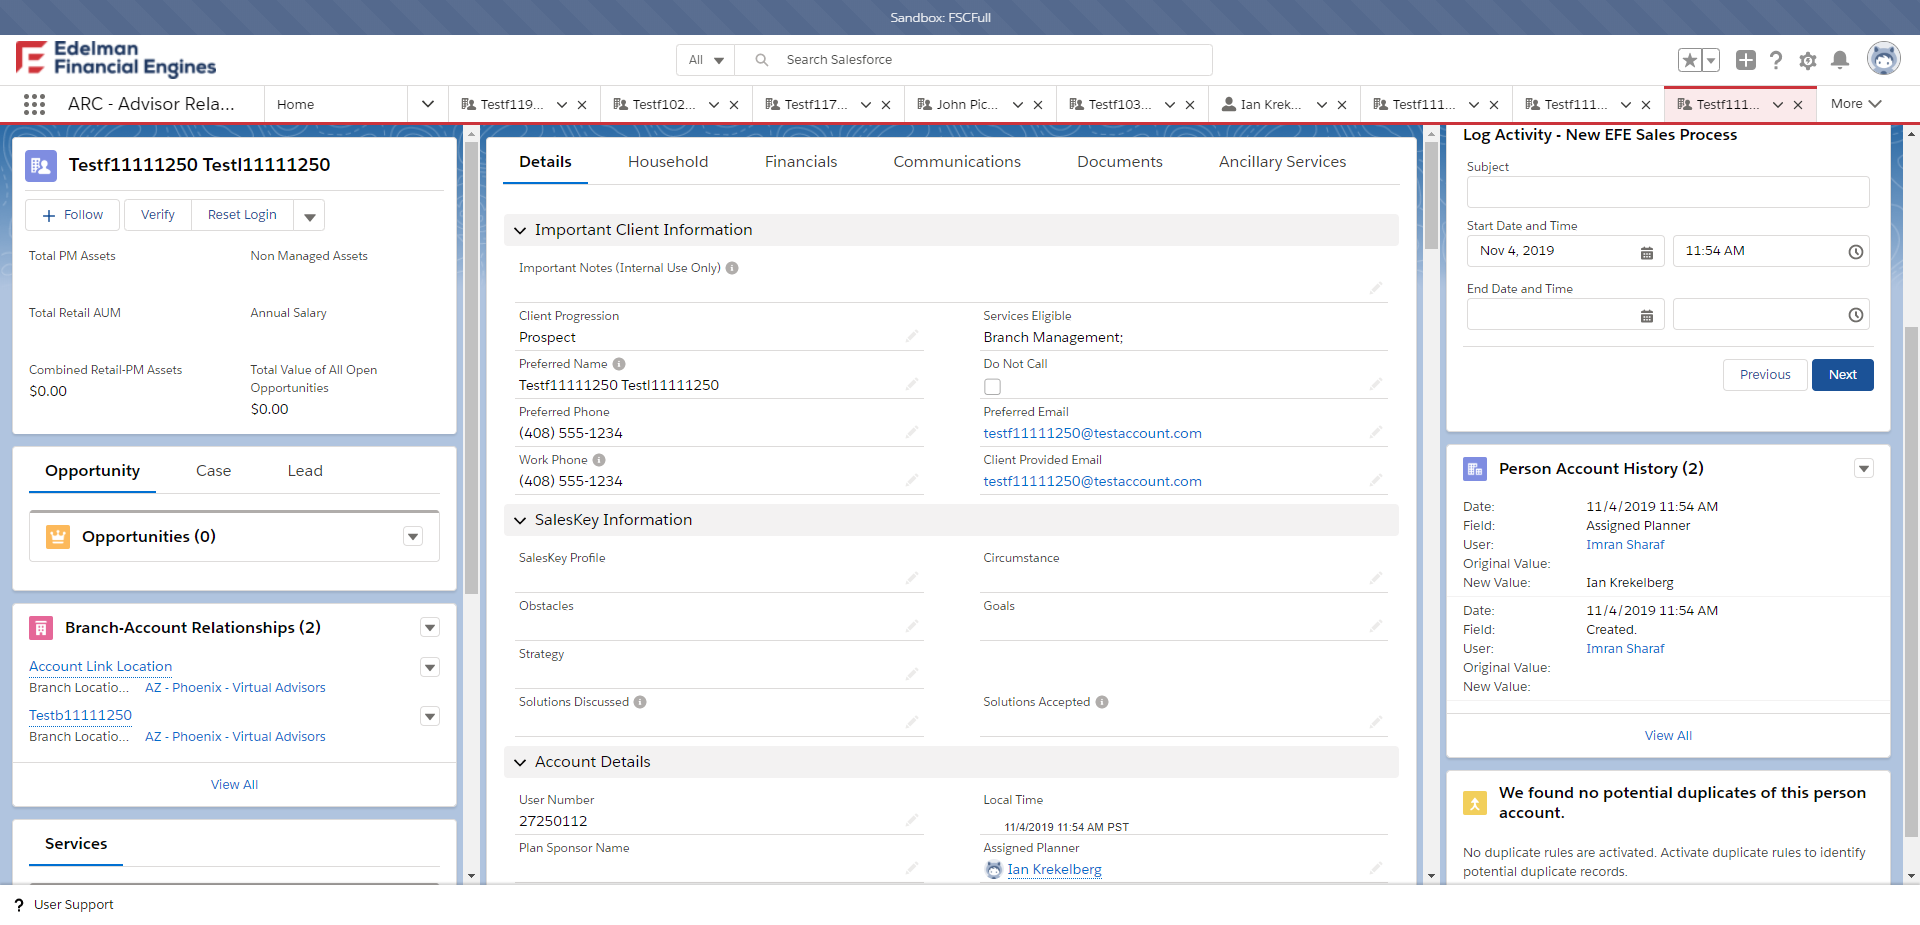 Sandbox: FSCFull
Edelman
Financial Engines
All
Search Salesforce
ARC - Advisor Rela...
Home
Testf119...
Testf102...
Testf117...
John Pic...
Testf103...
Ian Krek...
Testf111...
Testf111...
Testf111...
More
Testf11111250 Testl11111250
Follow
Verify
Reset Login
Total PM Assets
Non Managed Assets
Total Retail AUM
Annual Salary
Combined Retail-PM Assets
$0.00
Total Value of All Open
Opportunities
$0.00
Opportunity
Case
Lead
Opportunities (0)
Branch-Account Relationships (2)
Account Link Location
Branch Locatio... AZ - Phoenix - Virtual Advisors
Testb11111250
Branch Locatio... AZ - Phoenix - Virtual Advisors
View All
Services
Details
Household
Financials
Communications
Documents
Ancillary Services
Important Client Information
Important Notes (Internal Use Only)
Client Progression
Prospect
Services Eligible
Branch Management;
Preferred Name
Testf11111250 Testl11111250
Do Not Call
Preferred Phone
(408) 555-1234
Preferred Email
testf11111250@testaccount.com
Work Phone
(408) 555-1234
Client Provided Email
testf11111250@testaccount.com
SalesKey Information
SalesKey Profile
Circumstance
Obstacles
Goals
Strategy
Solutions Discussed
Solutions Accepted
Account Details
User Number
27250112
Local Time
11/4/2019 11:54 AM PST
Plan Sponsor Name
Assigned Planner
Ian Krekelberg
Log Activity - New EFE Sales Process
Subject
Start Date and Time
Nov 4, 2019
11:54 AM
End Date and Time
Previous
Next
Person Account History (2)
Date: 11/4/2019 11:54 AM
Field: Assigned Planner
User: Imran Sharaf
Original Value:
New Value: Ian Krekelberg
Date: 11/4/2019 11:54 AM
Field: Created.
User: Imran Sharaf
Original Value:
New Value:
View All
We found no potential duplicates of this person
account.
No duplicate rules are activated. Activate duplicate rules to identify
potential duplicate records.
? User Support